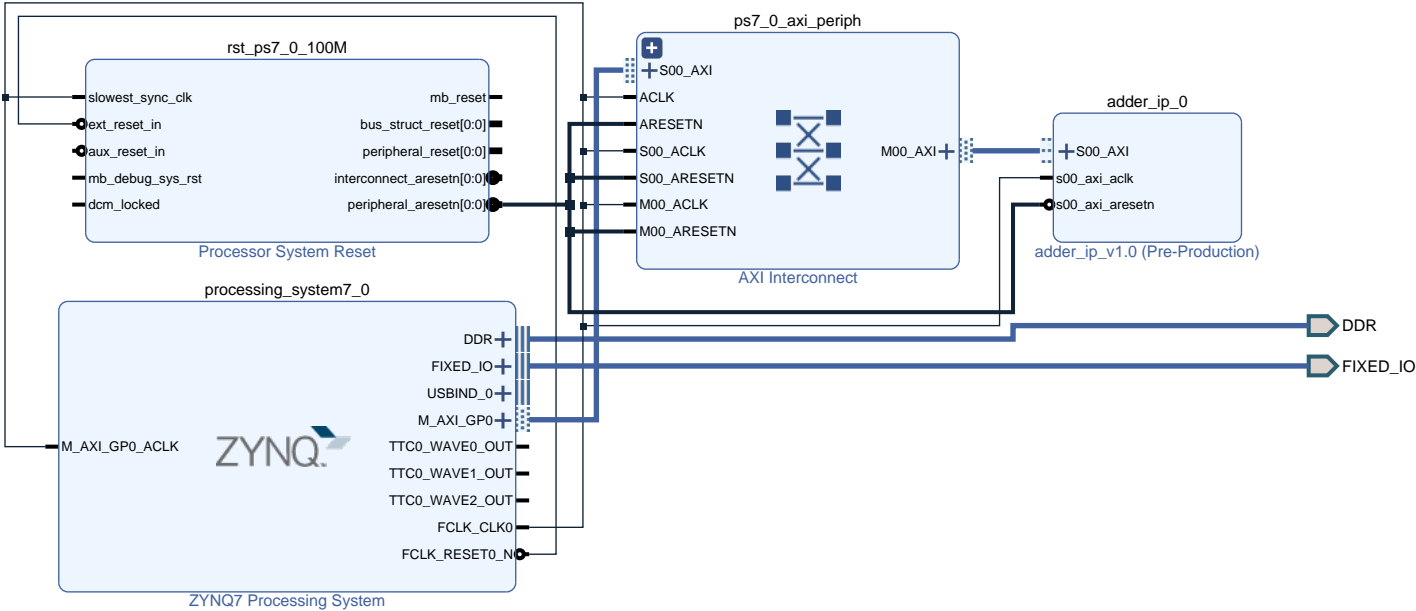 rst_ps7_0_100M
slowest_sync_clk
ext_reset_in
aux_reset_in
mb_debug_sys_rst
dcm_locked
mb_reset
bus_struct_reset[0:0]
peripheral_reset[0:0]
interconnect_aresetn[0:0]
peripheral_aresetn[0:0]
Processor System Reset
ps7_0_axi_periph
S00_AXI
ACLK
ARESETN
S00_ACLK
S00_ARESETN
M00_ACLK
M00_ARESETN
M00_AXI
AXI Interconnect
adder_ip_0
S00_AXI
s00_axi_aclk
s00_axi_aresetn
adder_ip_v1.0 (Pre-Production)
processing_system7_0
M_AXI_GP0_ACLK
ZYNQ
DDR
FIXED_IO
USBIND_0
M_AXI_GP0
TTC0_WAVE0_OUT
TTC0_WAVE1_OUT
TTC0_WAVE2_OUT
FCLK_CLK0
FCLK_RESET0_N
ZYNQ7 Processing System
DDR
FIXED_IO